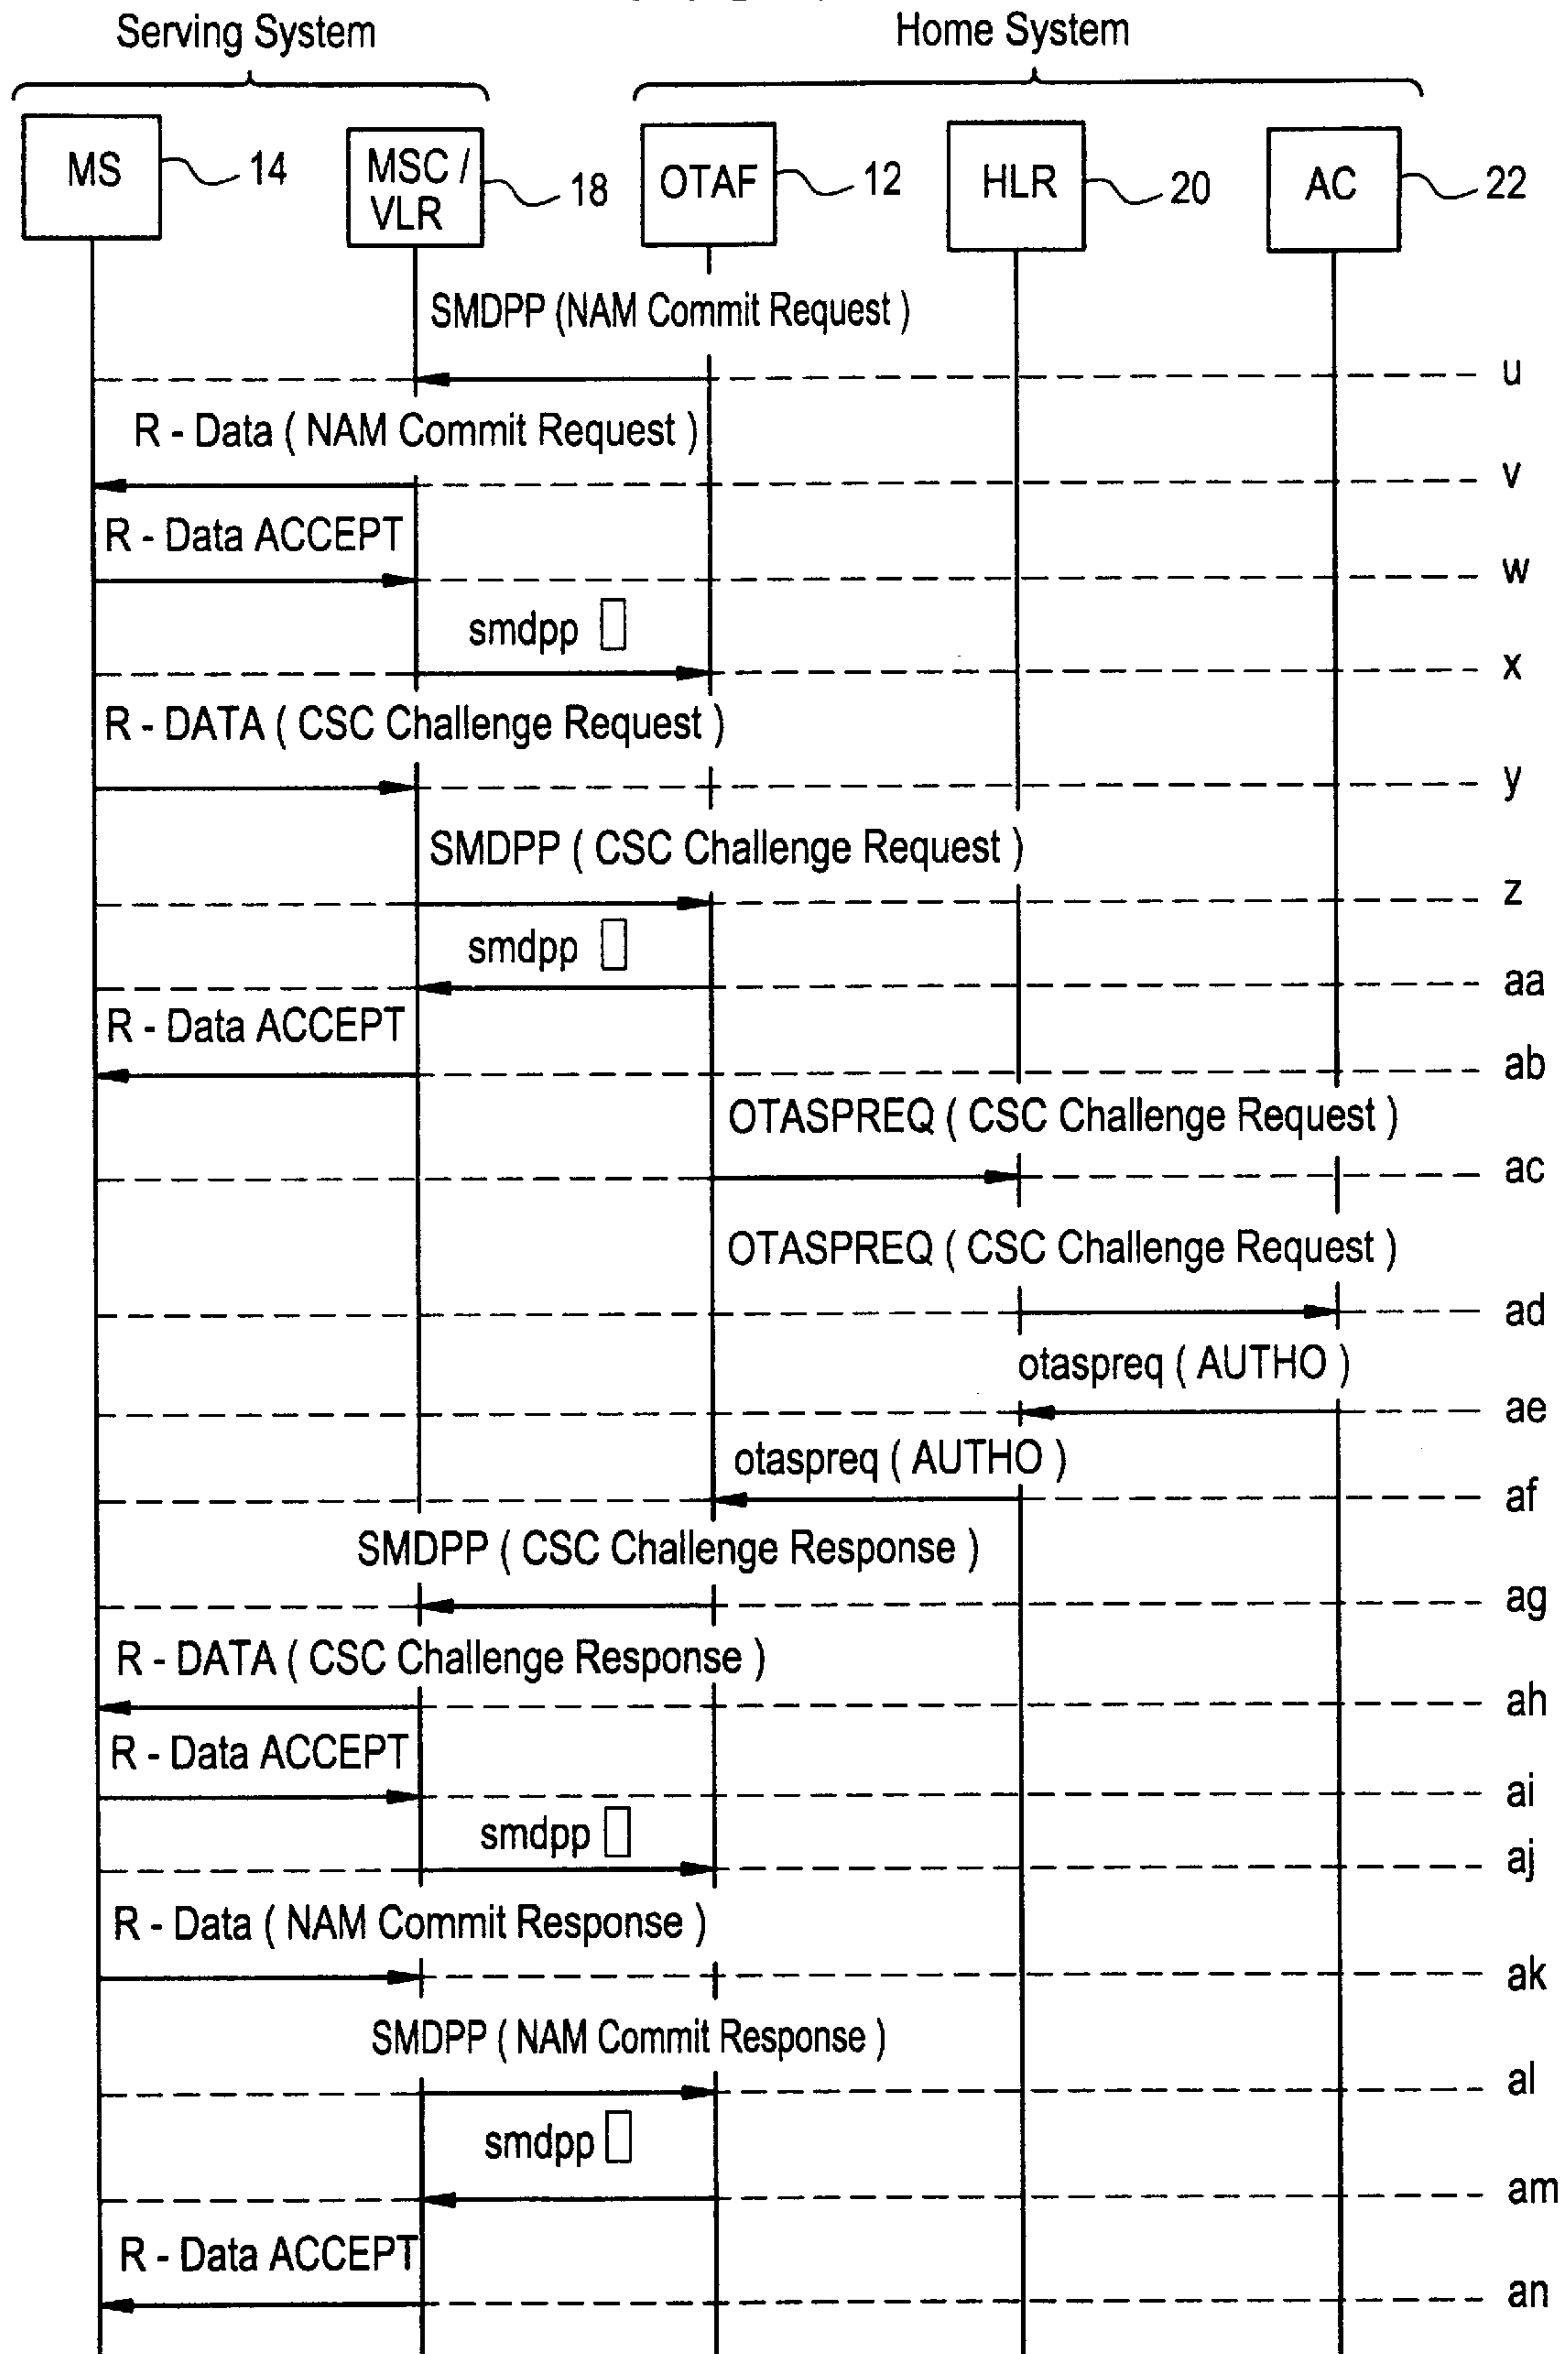 Serving System
Home System
MS
14
MSC /
VLR
18
OTAF
12
HLR
20
AC
22
SMDPP (NAM Commit Request )
u
R - Data ( NAM Commit Request )
v
R - Data ACCEPT
w
smdpp []
x
R - DATA ( CSC Challenge Request )
y
SMDPP ( CSC Challenge Request )
z
smdpp []
aa
R - Data ACCEPT
ab
OTASPREQ ( CSC Challenge Request )
ac
OTASPREQ ( CSC Challenge Request )
ad
otaspreq ( AUTHO )
ae
otaspreq ( AUTHO )
af
SMDPP ( CSC Challenge Response )
ag
R - DATA ( CSC Challenge Response )
ah
R - Data ACCEPT
ai
smdpp []
aj
R - Data ( NAM Commit Response )
ak
SMDPP ( NAM Commit Response )
al
smdpp []
am
R - Data ACCEPT
an